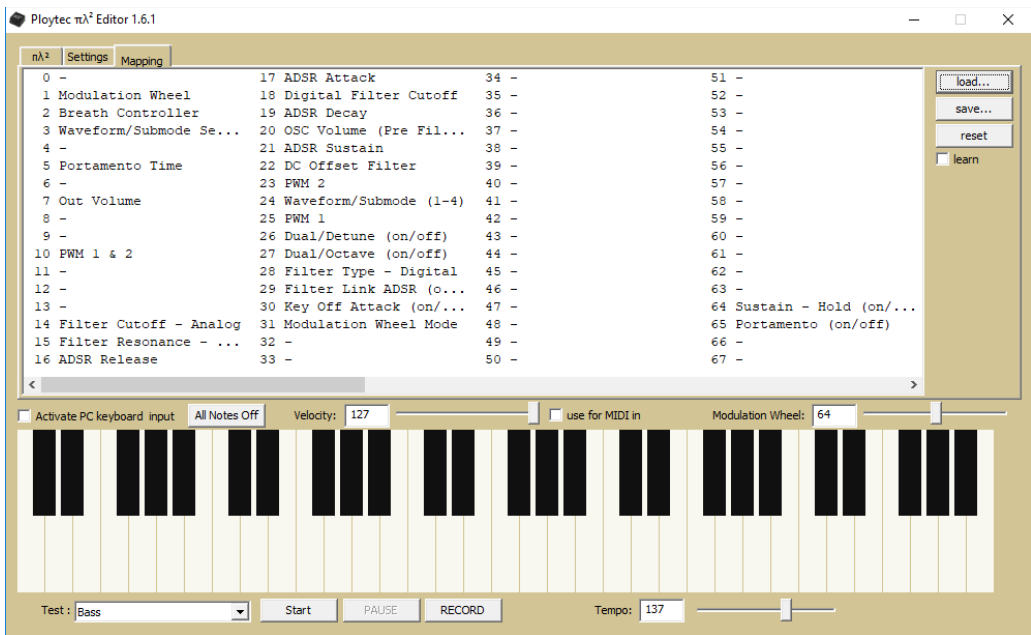 Ploytec πλ² Editor 1.6.1
πλ² Settings Mapping
0 - 17 ADSR Attack 34 - 51 -
1 Modulation Wheel 18 Digital Filter Cutoff 35 - 52 -
2 Breath Controller 19 ADSR Decay 36 - 53 -
3 Waveform/Submode Se... 20 OSC Volume (Pre Fil... 37 - 54 -
4 - 21 ADSR Sustain 38 - 55 -
5 Portamento Time 22 DC Offset Filter 39 - 56 -
6 - 23 PWM 2 40 - 57 -
7 Out Volume 24 Waveform/Submode (1-4) 41 - 58 -
8 - 25 PWM 1 42 - 59 -
9 - 26 Dual/Detune (on/off) 43 - 60 -
10 PWM 1 & 2 27 Dual/Octave (on/off) 44 - 61 -
11 - 28 Filter Type - Digital 45 - 62 -
12 - 29 Filter Link ADSR (o... 46 - 63 -
13 - 30 Key Off Attack (on/... 47 - 64 Sustain - Hold (on/...
14 Filter Cutoff - Analog 31 Modulation Wheel Mode 48 - 65 Portamento (on/off)
15 Filter Resonance - ... 32 - 49 - 66 -
16 ADSR Release 33 - 50 - 67 -
load...
save...
reset
learn
Activate PC keyboard input All Notes Off Velocity: 127 use for MIDI in Modulation Wheel: 64
Test : Bass Start PAUSE RECORD Tempo: 137